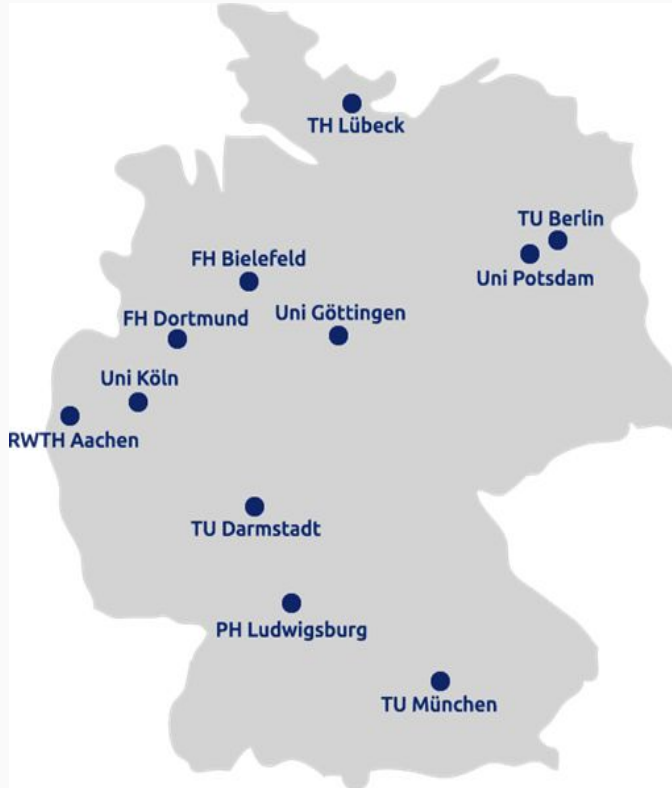 TH Lübeck
TU Berlin
Uni Potsdam
FH Bielefeld
Uni Göttingen
FH Dortmund
Uni Köln
RWTH Aachen
TU Darmstadt
PH Ludwigsburg
TU München